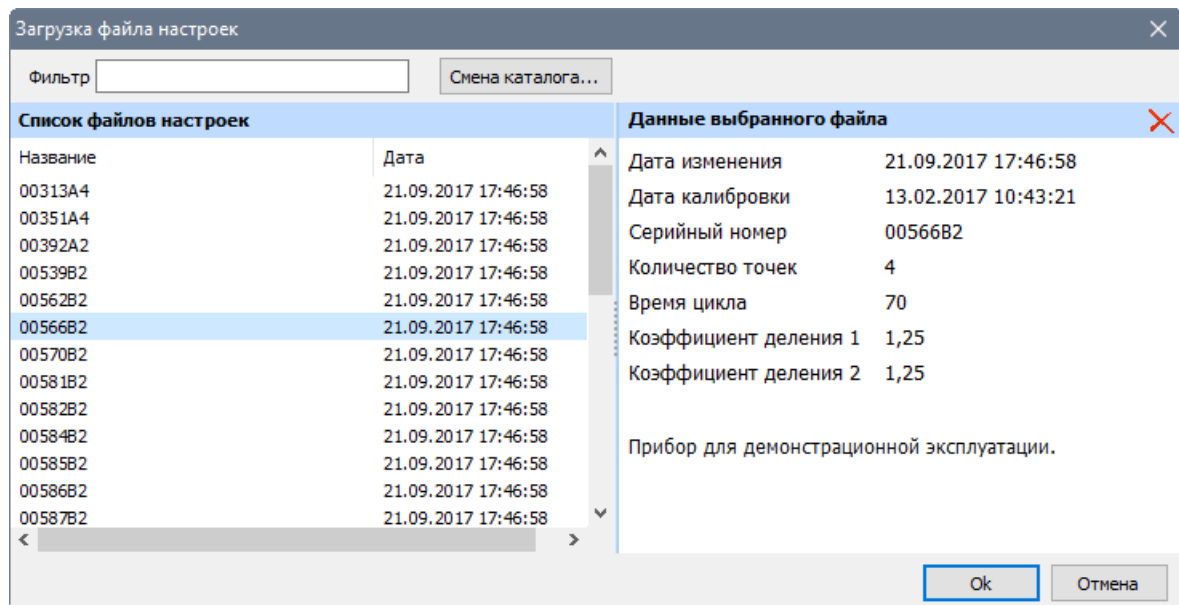 Загрузка файла настроек
Фильтр Смена каталога...
Список файлов настроек
Название Дата
00313A4 21.09.2017 17:46:58
00351A4 21.09.2017 17:46:58
00392A2 21.09.2017 17:46:58
00539B2 21.09.2017 17:46:58
00562B2 21.09.2017 17:46:58
00566B2 21.09.2017 17:46:58
00570B2 21.09.2017 17:46:58
00581B2 21.09.2017 17:46:58
00582B2 21.09.2017 17:46:58
00584B2 21.09.2017 17:46:58
00585B2 21.09.2017 17:46:58
00586B2 21.09.2017 17:46:58
00587B2 21.09.2017 17:46:58
Данные выбранного файла
Дата изменения 21.09.2017 17:46:58
Дата калибровки 13.02.2017 10:43:21
Серийный номер 00566B2
Количество точек 4
Время цикла 70
Коэффициент деления 1 1,25
Коэффициент деления 2 1,25
Прибор для демонстрационной эксплуатации.
Ok Отмена